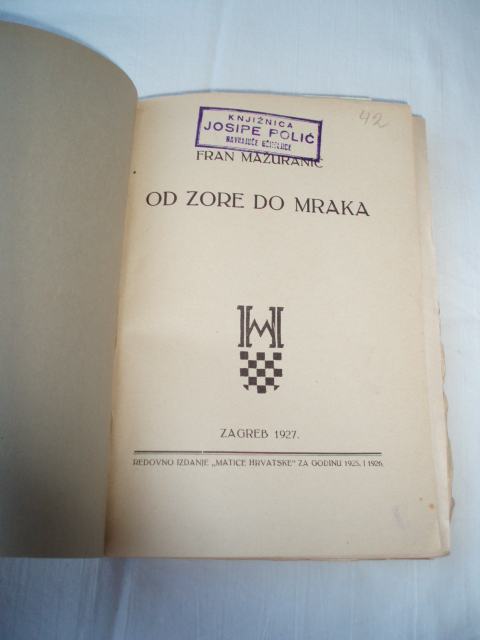 42
KNJIŽNICA
JOSIPE POLIĆ
FRAN MAŽURANIĆ
OD ZORE DO MRAKA
MH
ZAGREB 1927.
REDOVNO IZDANJE „MATICE HRVATSKE“ ZA GODINU 1925. I 1926.